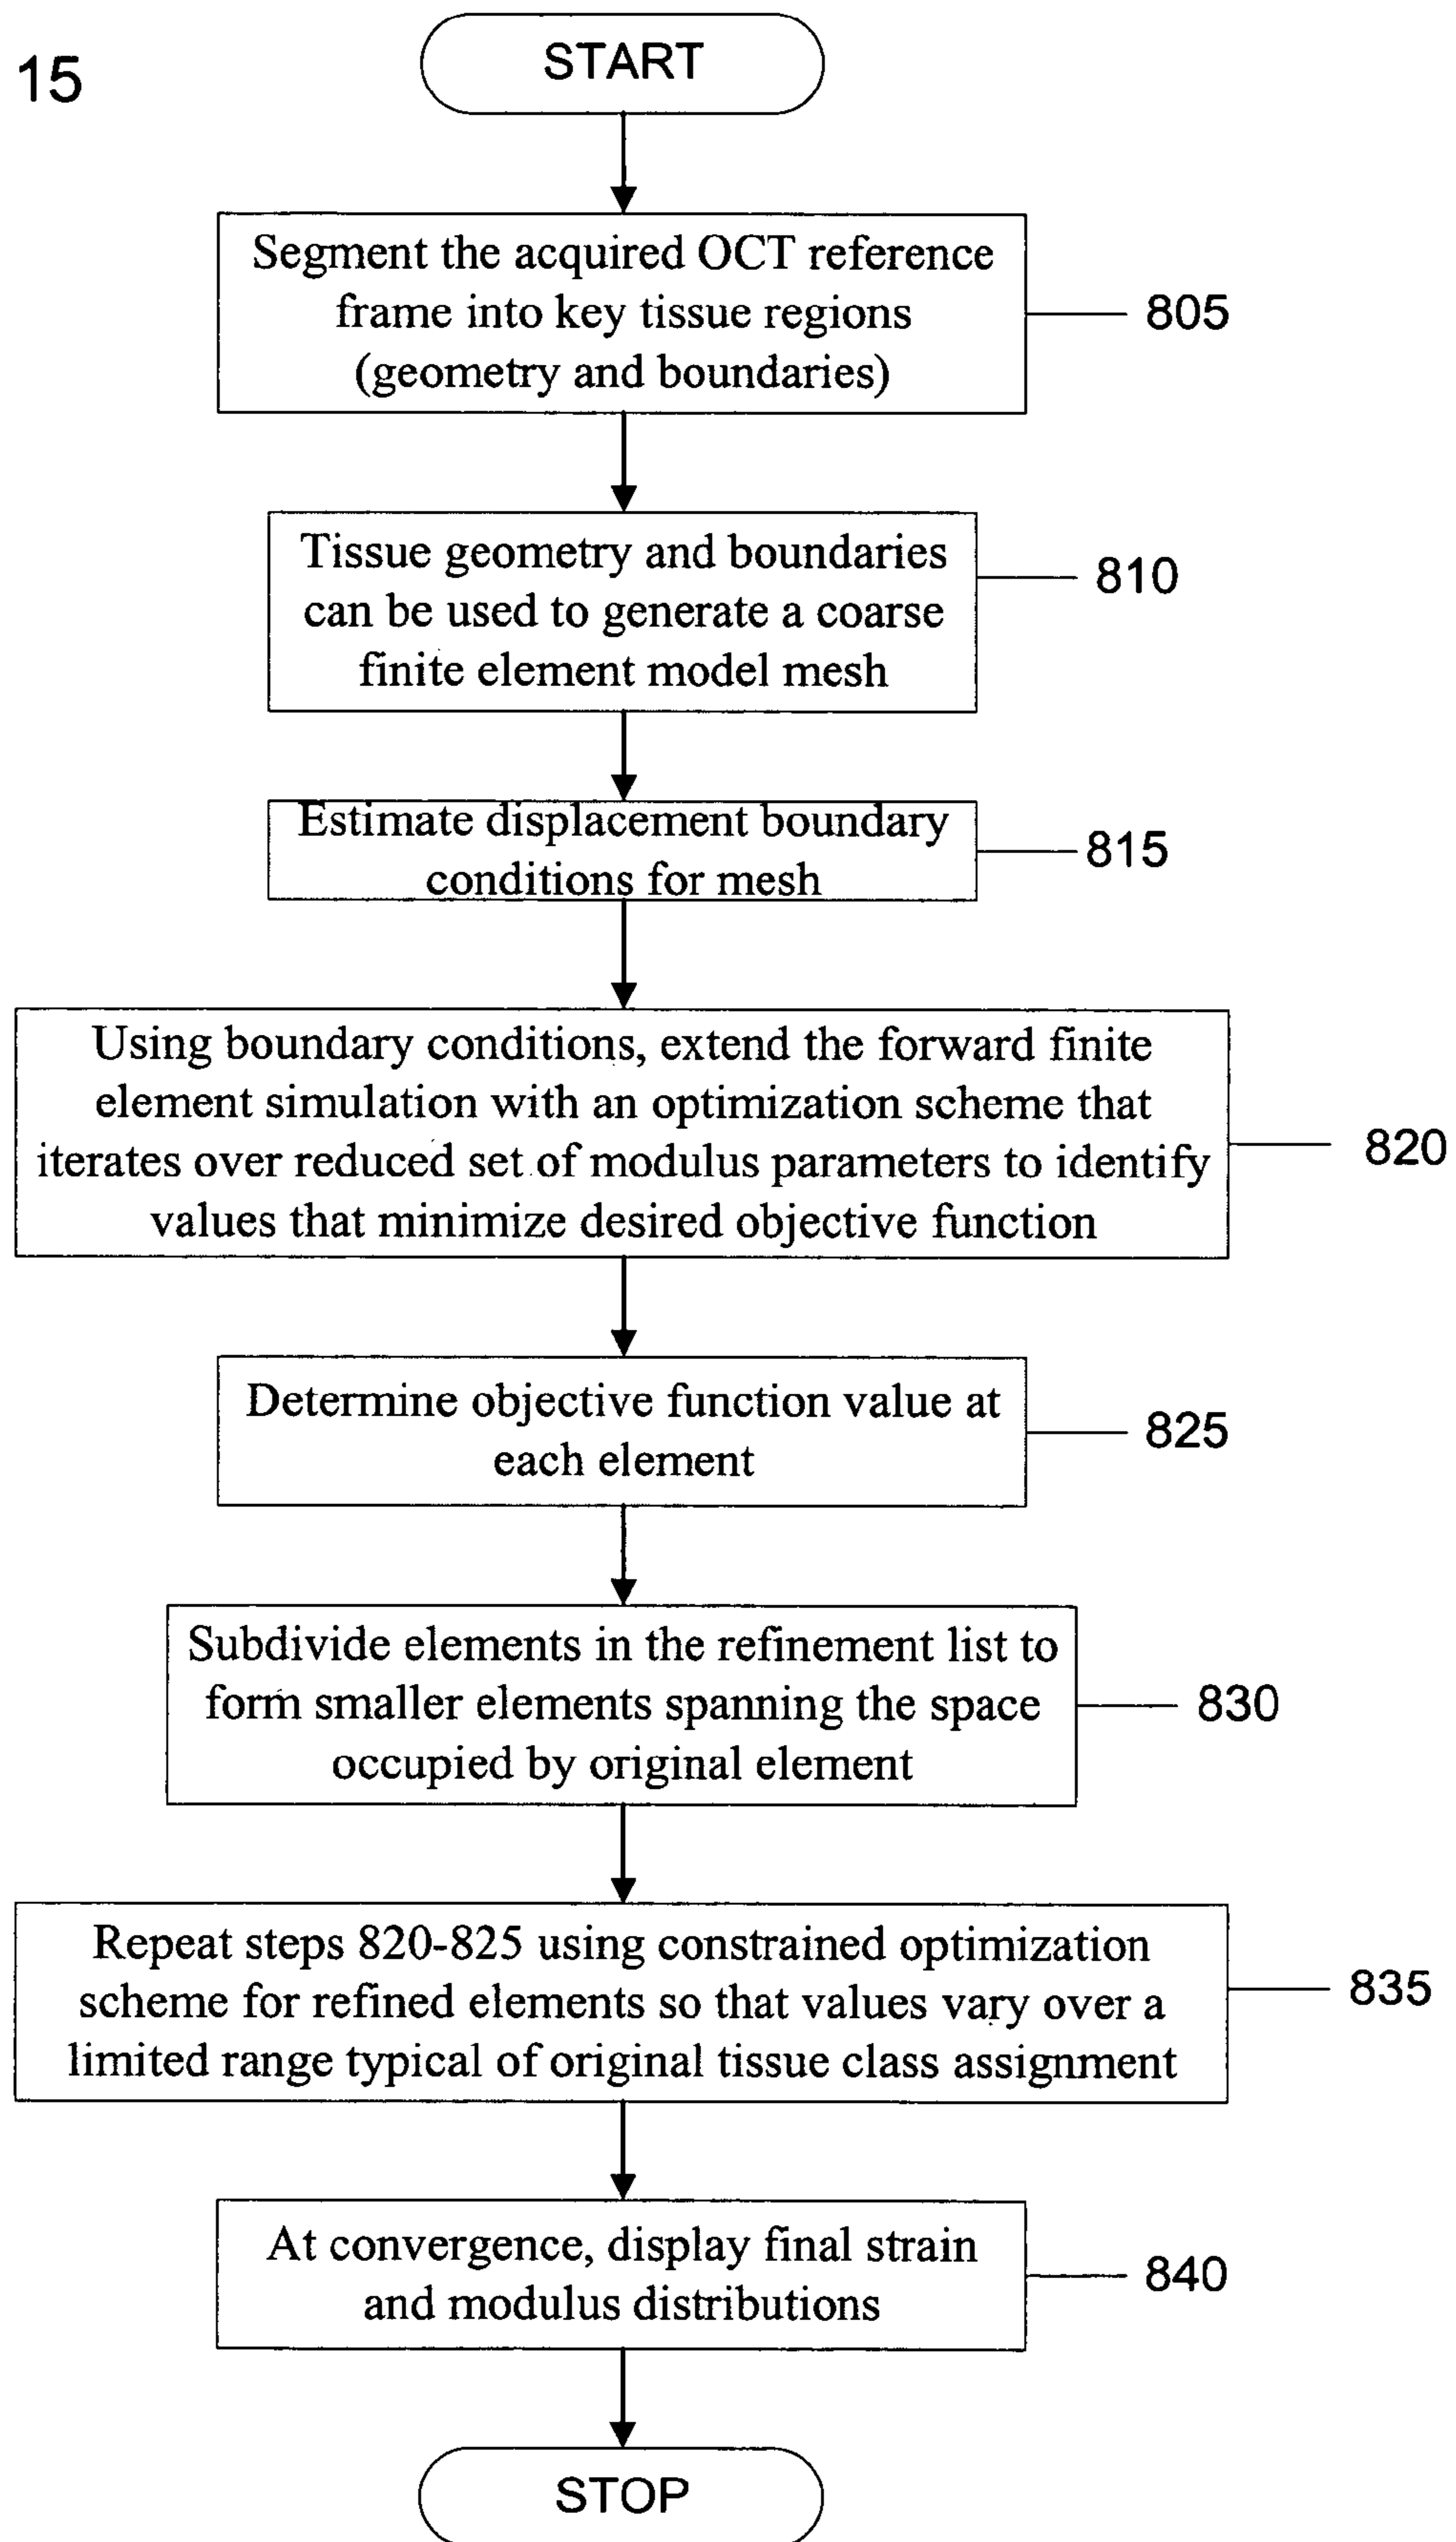 15
START
Segment the acquired OCT reference
frame into key tissue regions
(geometry and boundaries)
805
Tissue geometry and boundaries
can be used to generate a coarse
finite element model mesh
810
Estimate displacement boundary
conditions for mesh
815
Using boundary conditions, extend the forward finite
element simulation with an optimization scheme that
iterates over reduced set of modulus parameters to identify
values that minimize desired objective function
820
Determine objective function value at
each element
825
Subdivide elements in the refinement list to
form smaller elements spanning the space
occupied by original element
830
Repeat steps 820-825 using constrained optimization
scheme for refined elements so that values vary over a
limited range typical of original tissue class assignment
835
At convergence, display final strain
and modulus distributions
840
STOP